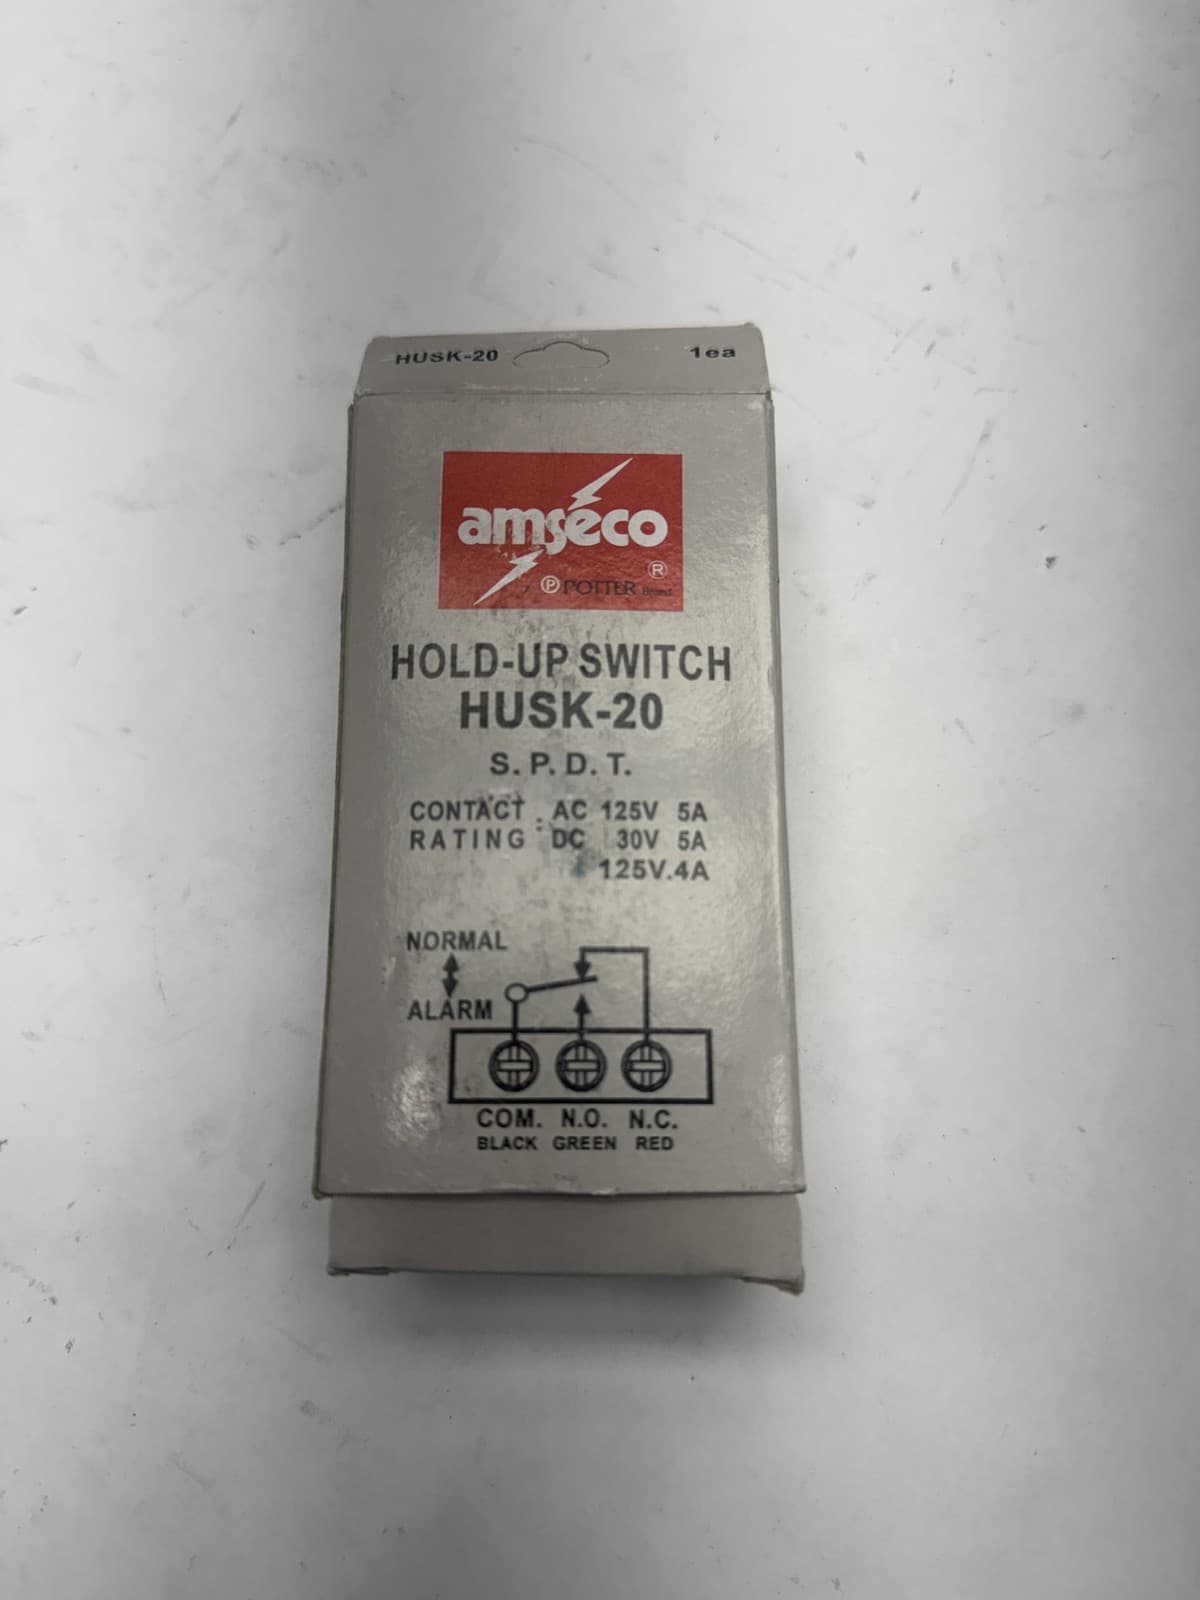 HUSK-20 1ea
amseco
®
Ⓟ POTTER Brand
HOLD-UP SWITCH
HUSK-20
S. P. D. T.
CONTACT : AC 125V 5A
RATING DC 30V 5A
125V.4A
NORMAL
ALARM
COM. N.O. N.C.
BLACK GREEN RED